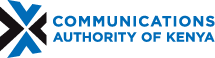 COMMUNICATIONS
AUTHORITY OF KENYA